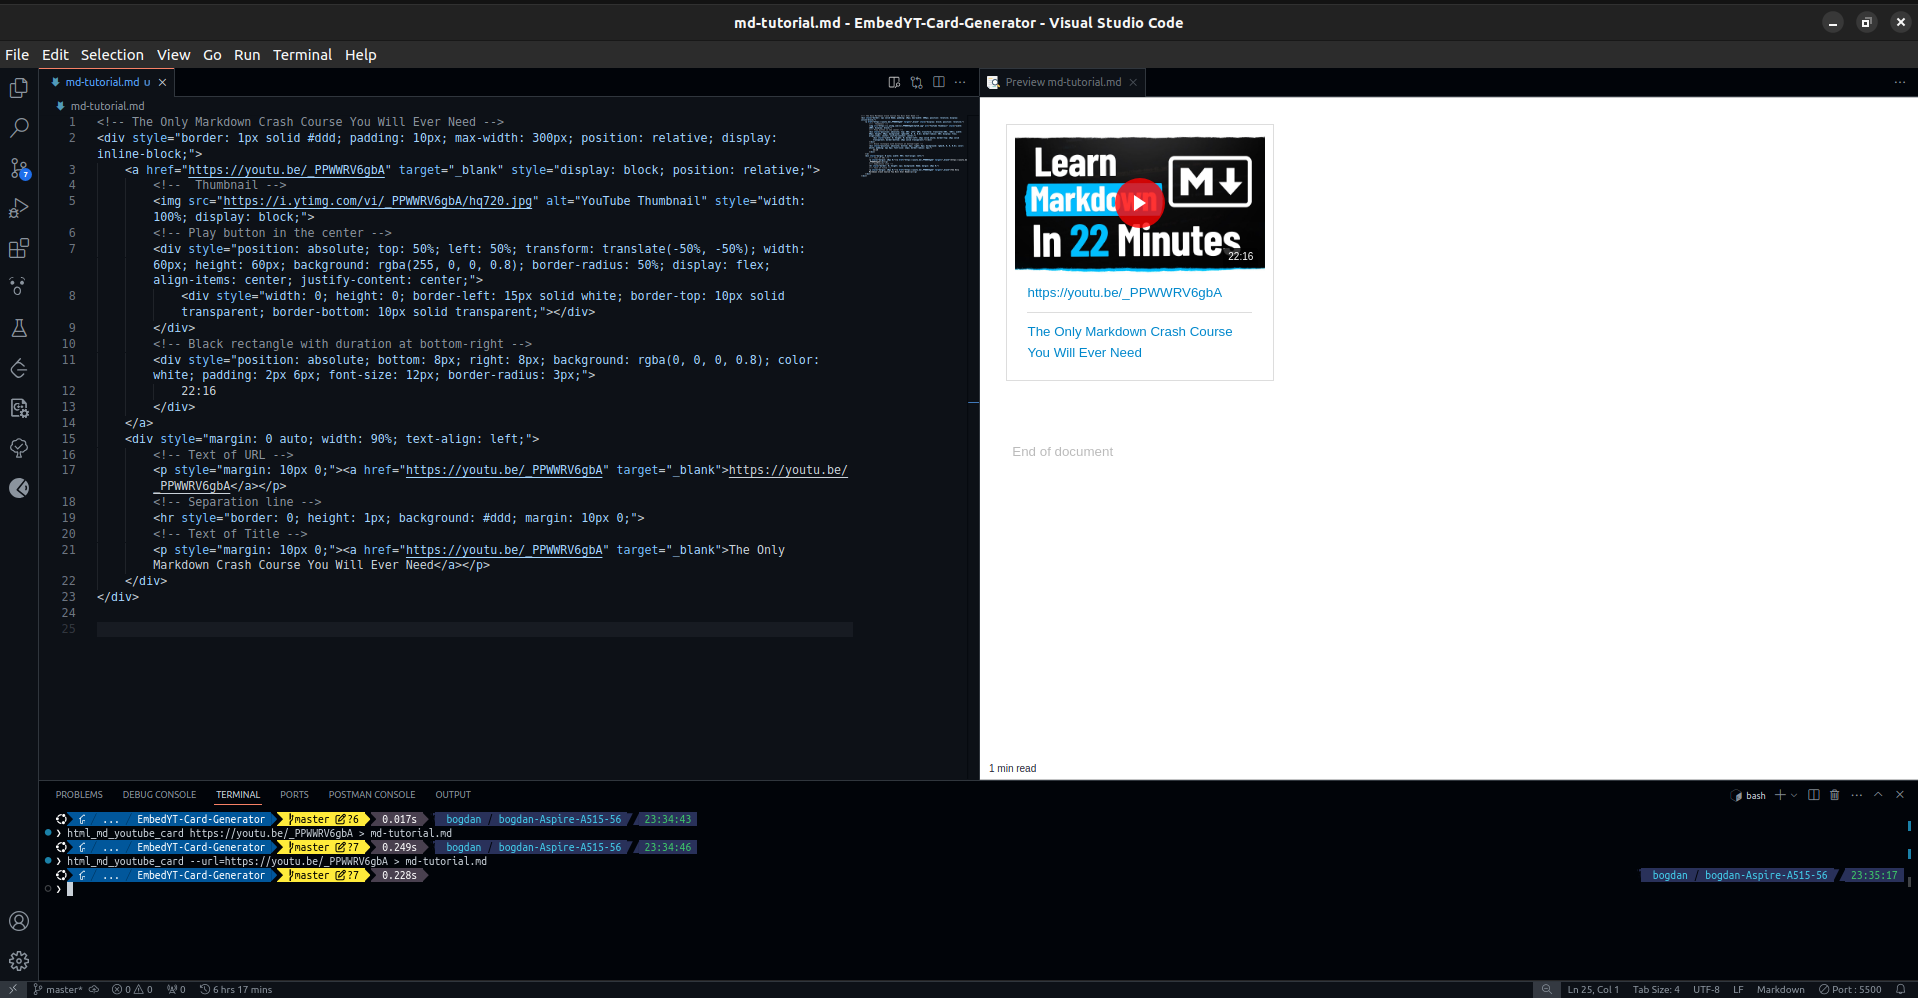 md-tutorial.md - EmbedYT-Card-Generator - Visual Studio Code
File Edit Selection View Go Run Terminal Help
md-tutorial.md U
Preview md-tutorial.md
md-tutorial.md
1 <!-- The Only Markdown Crash Course You Will Ever Need -->
2 <div style="border: 1px solid #ddd; padding: 10px; max-width: 300px; position: relative; display:
inline-block;">
3 <a href="https://youtu.be/_PPWWRV6gbA" target="_blank" style="display: block; position: relative;">
4 <!--  Thumbnail -->
5 <img src="https://i.ytimg.com/vi/_PPWWRV6gbA/hq720.jpg" alt="YouTube Thumbnail" style="width:
100%; display: block;">
6 <!-- Play button in the center -->
7 <div style="position: absolute; top: 50%; left: 50%; transform: translate(-50%, -50%); width:
60px; height: 60px; background: rgba(255, 0, 0, 0.8); border-radius: 50%; display: flex;
align-items: center; justify-content: center;">
8 <div style="width: 0; height: 0; border-left: 15px solid white; border-top: 10px solid
transparent; border-bottom: 10px solid transparent;"></div>
9 </div>
10 <!-- Black rectangle with duration at bottom-right -->
11 <div style="position: absolute; bottom: 8px; right: 8px; background: rgba(0, 0, 0, 0.8); color:
white; padding: 2px 6px; font-size: 12px; border-radius: 3px;">
12 22:16
13 </div>
14 </a>
15 <div style="margin: 0 auto; width: 90%; text-align: left;">
16 <!-- Text of URL -->
17 <p style="margin: 10px 0;"><a href="https://youtu.be/_PPWWRV6gbA" target="_blank">https://youtu.be/
_PPWWRV6gbA</a></p>
18 <!-- Separation line -->
19 <hr style="border: 0; height: 1px; background: #ddd; margin: 10px 0;">
20 <!-- Text of Title -->
21 <p style="margin: 10px 0;"><a href="https://youtu.be/_PPWWRV6gbA" target="_blank">The Only
Markdown Crash Course You Will Ever Need</a></p>
22 </div>
23 </div>
24
25
Learn
Markdown
In 22 Minutes
22:16
https://youtu.be/_PPWWRV6gbA
The Only Markdown Crash Course
You Will Ever Need
End of document
1 min read
PROBLEMS DEBUG CONSOLE TERMINAL PORTS POSTMAN CONSOLE OUTPUT
bash
... EmbedYT-Card-Generator master ?6 0.017s bogdan / bogdan-Aspire-A515-56 23:34:43
❯ html_md_youtube_card https://youtu.be/_PPWWRV6gbA > md-tutorial.md
... EmbedYT-Card-Generator master ?7 0.249s bogdan / bogdan-Aspire-A515-56 23:34:46
❯ html_md_youtube_card --url=https://youtu.be/_PPWWRV6gbA > md-tutorial.md
... EmbedYT-Card-Generator master ?7 0.228s bogdan / bogdan-Aspire-A515-56 23:35:17
❯
master* 0 0 0 6 hrs 17 mins Ln 25, Col 1 Tab Size: 4 UTF-8 LF Markdown Port : 5500